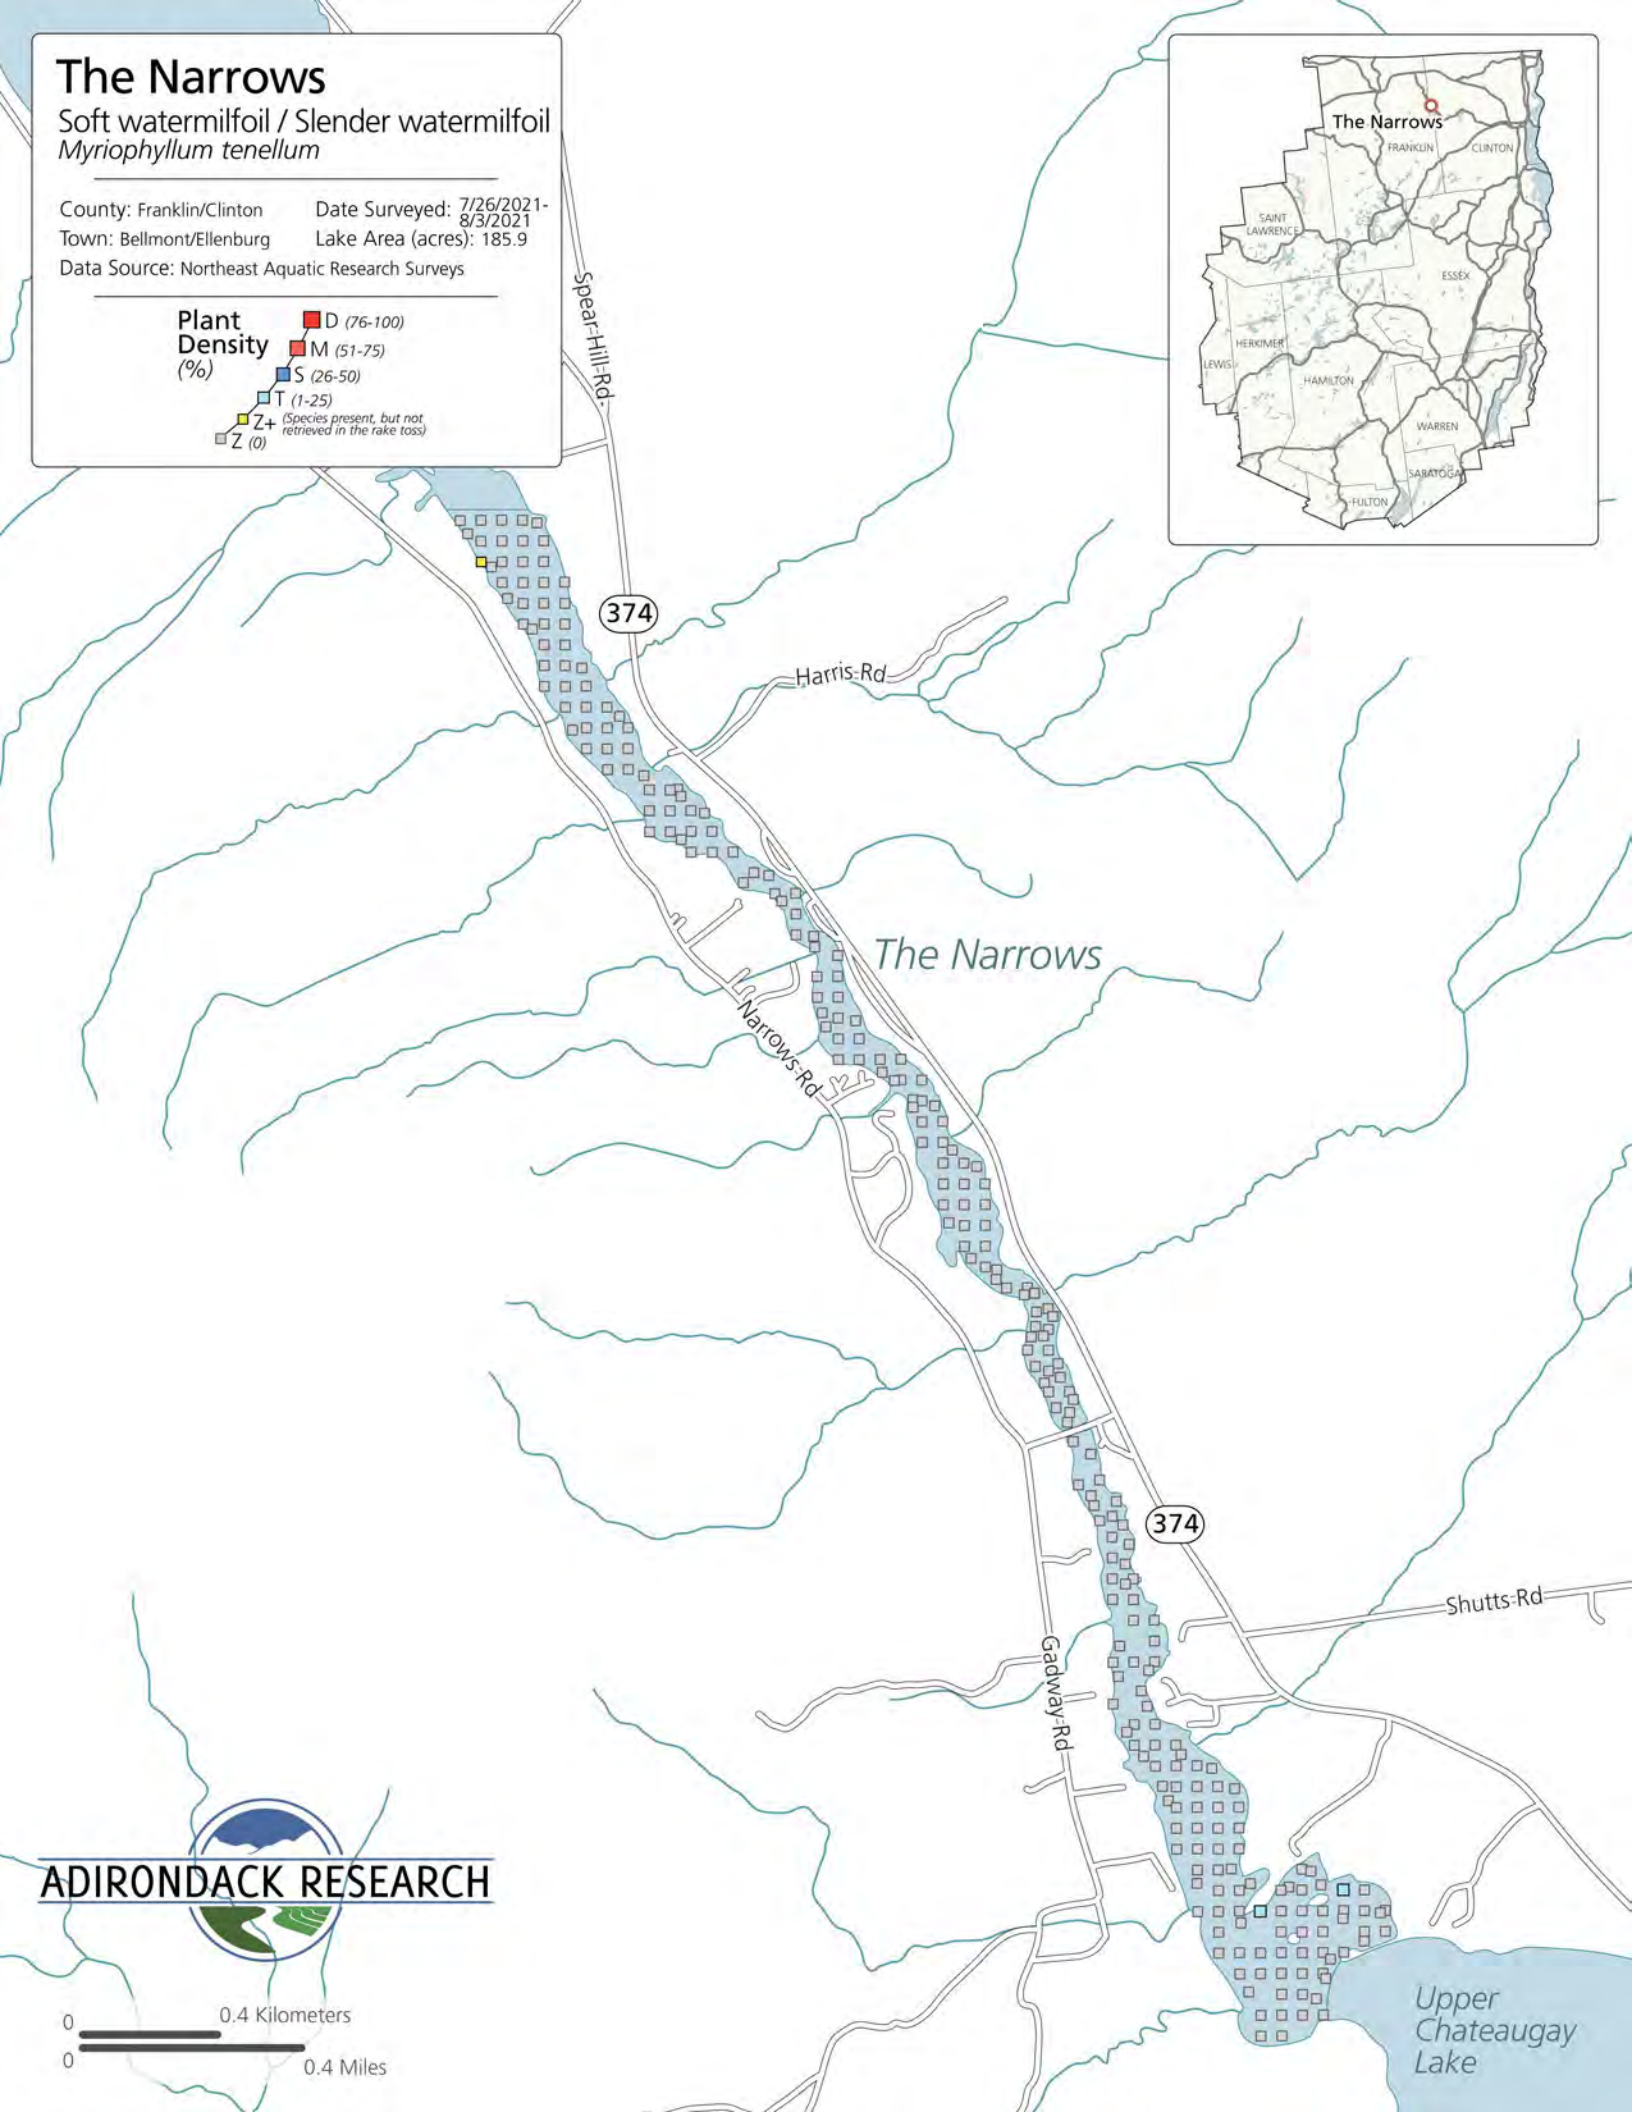 The Narrows
Soft watermilfoil / Slender watermilfoil
Myriophyllum tenellum
County: Franklin/Clinton
Date Surveyed: 7/26/2021-
8/3/2021
Town: Bellmont/Ellenburg
Lake Area (acres): 185.9
Data Source: Northeast Aquatic Research Surveys
Plant
Density
(%)
D (76-100)
M (51-75)
S (26-50)
T (1-25)
Z+ (Species present, but not
retrieved in the rake toss)
Z (0)
The Narrows
FRANKLIN
CLINTON
SAINT
LAWRENCE
ESSEX
HERKIMER
LEWIS
HAMILTON
WARREN
SARATOGA
FULTON
Spear-Hill-Rd
374
Harris-Rd
The Narrows
Narrows-Rd
374
Shutts-Rd
Gadway-Rd
ADIRONDACK RESEARCH
0 0.4 Kilometers
0 0.4 Miles
Upper
Chateaugay
Lake